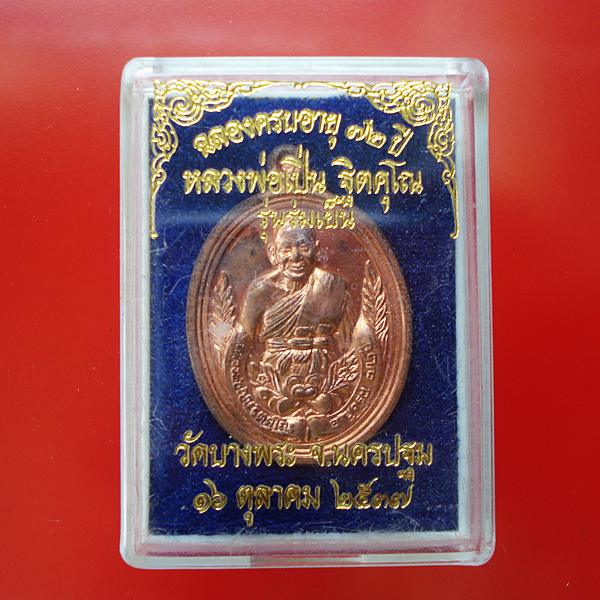 ฉลองครบอายุ ๗๒ ปี
หลวงพ่อเปิ่น ฐิตคุโณ
รุ่นร่มเย็น
วัดบางพระ จ.นครปฐม
๑๖ ตุลาคม ๒๕๓๗